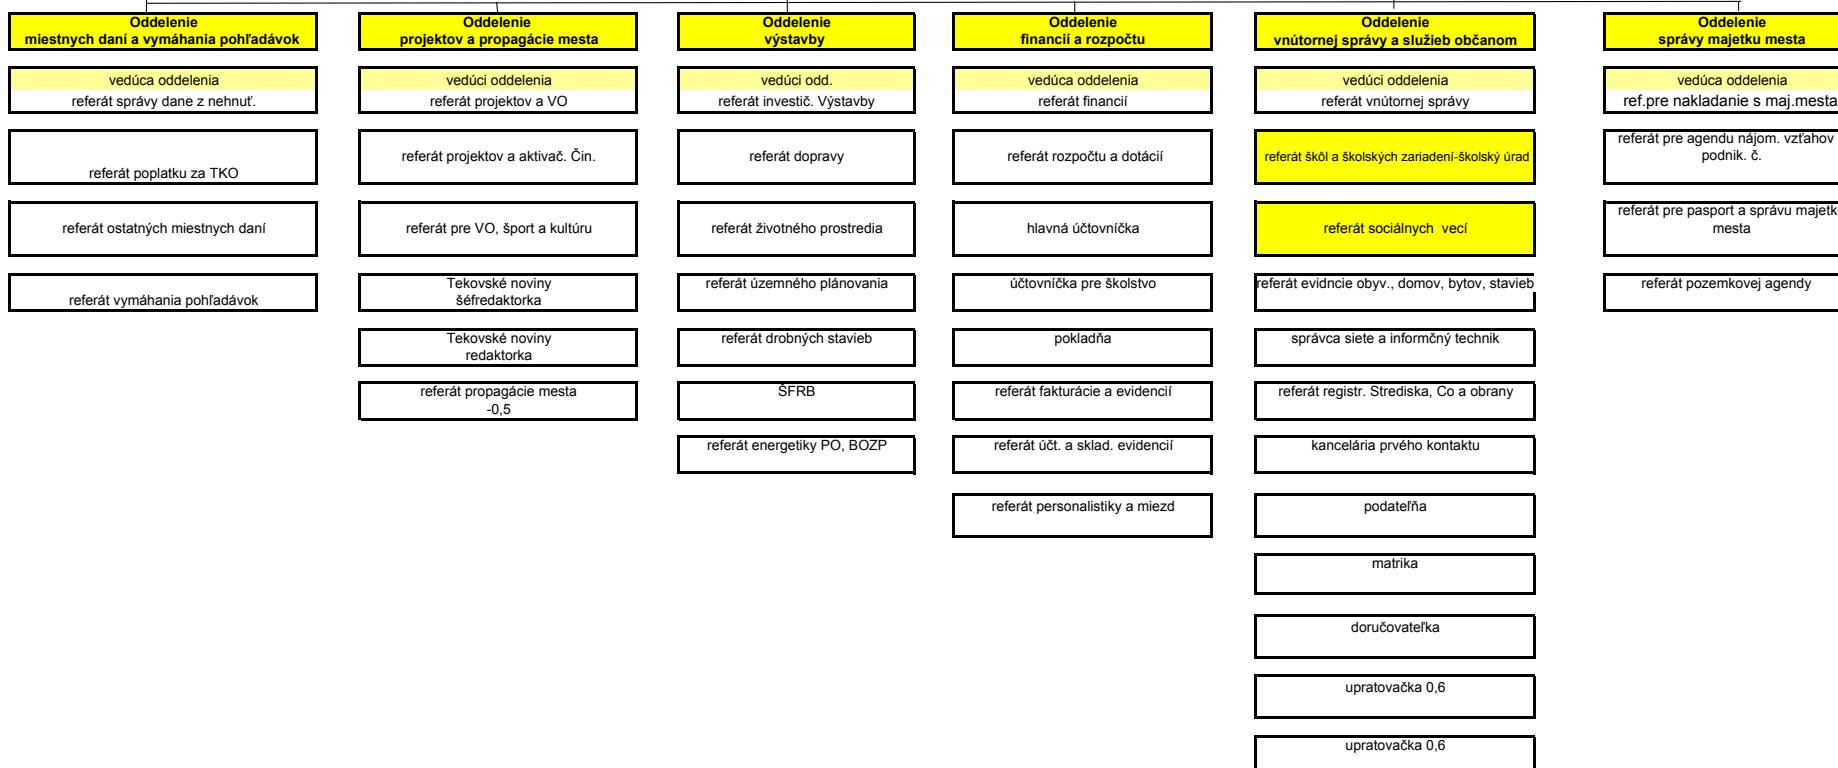 Oddelenie
miestnych daní a vymáhania pohľadávok
vedúca oddelenia
referát správy dane z nehnuť.
referát poplatku za TKO
referát ostatných miestnych daní
referát vymáhania pohľadávok
Oddelenie
projektov a propagácie mesta
vedúci oddelenia
referát projektov a VO
referát projektov a aktivač. Čin.
referát pre VO, šport a kultúru
Tekovské noviny
šéfredaktorka
Tekovské noviny
redaktorka
referát propagácie mesta
-0,5
Oddelenie
výstavby
vedúci odd.
referát investič. Výstavby
referát dopravy
referát životného prostredia
referát územného plánovania
referát drobných stavieb
ŠFRB
referát energetiky PO, BOZP
Oddelenie
financií a rozpočtu
vedúca oddelenia
referát financií
referát rozpočtu a dotácií
hlavná účtovníčka
účtovníčka pre školstvo
pokladňa
referát fakturácie a evidencií
referát účt. a sklad. evidencií
referát personalistiky a miezd
Oddelenie
vnútornej správy a služieb občanom
vedúci oddelenia
referát vnútornej správy
referát škôl a školských zariadení-školský úrad
referát sociálnych  vecí
referát evidncie obyv., domov, bytov, stavieb
správca siete a informčný technik
referát registr. Strediska, Co a obrany
kancelária prvého kontaktu
podateľňa
matrika
doručovateľka
upratovačka 0,6
upratovačka 0,6
Oddelenie
správy majetku mesta
vedúca oddelenia
ref.pre nakladanie s maj.mesta
referát pre agendu nájom. vzťahov
podnik. č.
referát pre pasport a správu majetk
mesta
referát pozemkovej agendy